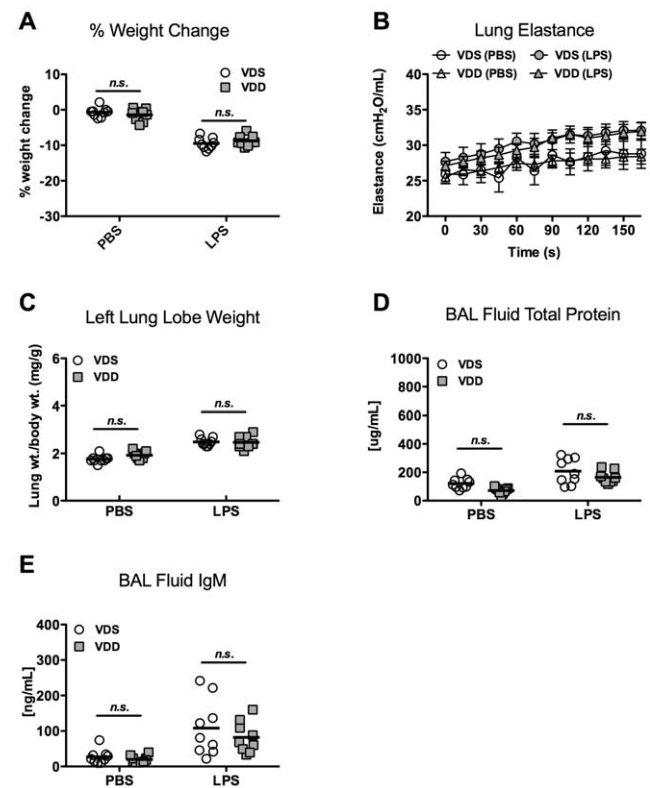 A
% Weight Change
n.s.
VDS
VDD
n.s.
10
0
-10
-20
-30
% weight change
PBS
LPS
B
Lung Elastance
VDS (PBS) VDS (LPS)
VDD (PBS) VDD (LPS)
40
35
30
25
20
Elastance (cmH2O/mL)
0 30 60 90 120 150
Time (s)
C
Left Lung Lobe Weight
VDS
VDD
n.s.
n.s.
6
4
2
0
Lung wt./body wt. (mg/g)
PBS LPS
D
BAL Fluid Total Protein
VDS
VDD
n.s.
n.s.
1000
800
600
400
200
0
[ug/mL]
PBS LPS
E
BAL Fluid IgM
VDS
VDD
n.s.
n.s.
400
300
200
100
0
[ng/mL]
PBS LPS